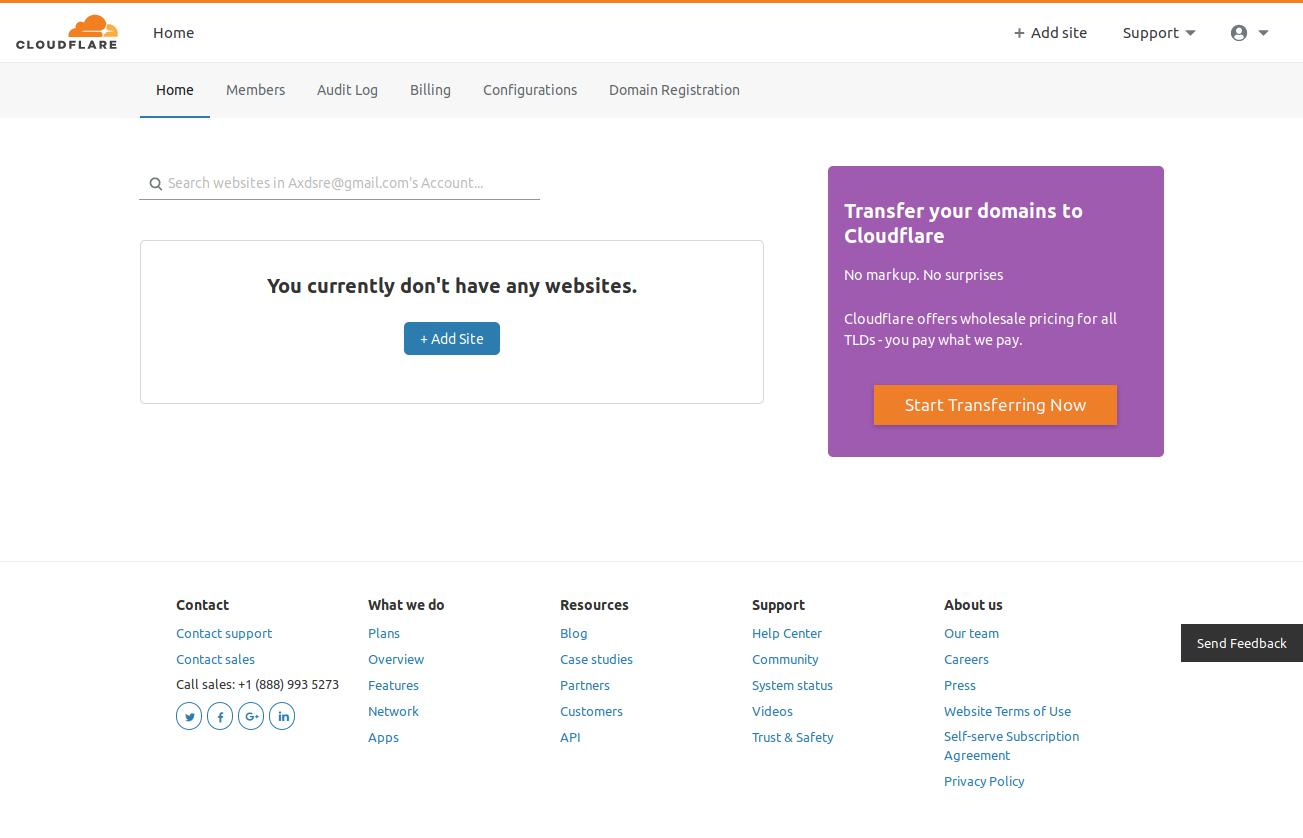 CLOUDFLARE
Home
+ Add site
Support
Home
Members
Audit Log
Billing
Configurations
Domain Registration
Search websites in Axdsre@gmail.com's Account...
You currently don't have any websites.
+ Add Site
Transfer your domains to
Cloudflare
No markup. No surprises
Cloudflare offers wholesale pricing for all
TLDs - you pay what we pay.
Start Transferring Now
Contact
Contact support
Contact sales
Call sales: +1 (888) 993 5273
What we do
Plans
Overview
Features
Network
Apps
Resources
Blog
Case studies
Partners
Customers
API
Support
Help Center
Community
System status
Videos
Trust & Safety
About us
Our team
Careers
Press
Website Terms of Use
Self-serve Subscription
Agreement
Privacy Policy
Send Feedback